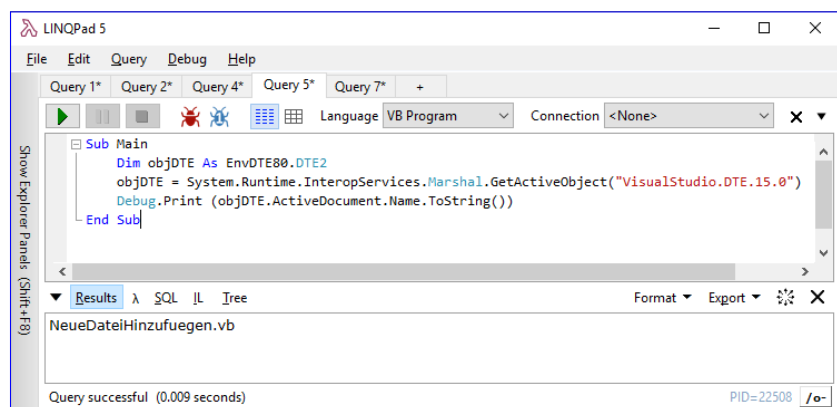 LINQPad 5
File Edit Query Debug Help
Query 1* Query 2* Query 4* Query 5* Query 7* +
Language VB Program Connection <None>
Show Explorer Panels (Shift+F8)
Sub Main
Dim objDTE As EnvDTE80.DTE2
objDTE = System.Runtime.InteropServices.Marshal.GetActiveObject("VisualStudio.DTE.15.0")
Debug.Print (objDTE.ActiveDocument.Name.ToString())
End Sub
Results λ SQL IL Tree Format Export
NeueDateiHinzufuegen.vb
Query successful (0.009 seconds) PID=22508 /o-